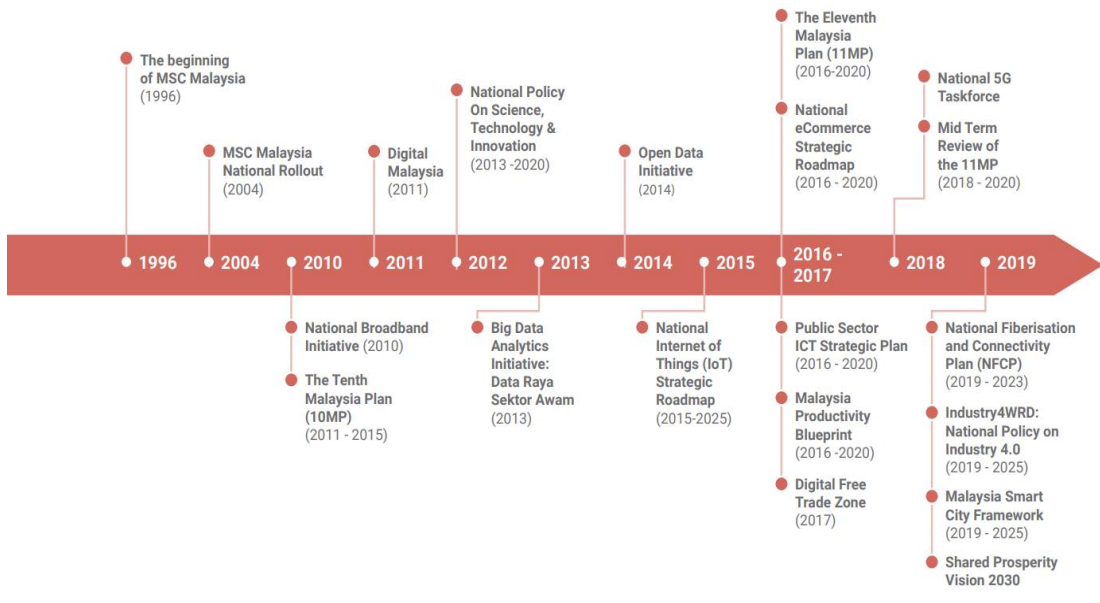 The beginning
of MSC Malaysia
(1996)
MSC Malaysia
National Rollout
(2004)
Digital
Malaysia
(2011)
National Policy
On Science,
Technology &
Innovation
(2013 -2020)
Open Data
Initiative
(2014)
The Eleventh
Malaysia
Plan (11MP)
(2016-2020)
National
eCommerce
Strategic
Roadmap
(2016 - 2020)
National 5G
Taskforce
Mid Term
Review of
the 11MP
(2018 - 2020)
1996
2004
2010
2011
2012
2013
2014
2015
2016 -
2017
2018
2019
National Broadband
Initiative (2010)
The Tenth
Malaysia Plan
(10MP)
(2011 - 2015)
Big Data
Analytics
Initiative:
Data Raya
Sektor Awam
(2013)
National
Internet of
Things (IoT)
Strategic
Roadmap
(2015-2025)
Public Sector
ICT Strategic Plan
(2016 - 2020)
Malaysia
Productivity
Blueprint
(2016 -2020)
Digital Free
Trade Zone
(2017)
National Fiberisation
and Connectivity
Plan (NFCP)
(2019 - 2023)
Industry4WRD:
National Policy on
Industry 4.0
(2019 - 2025)
Malaysia Smart
City Framework
(2019 - 2025)
Shared Prosperity
Vision 2030